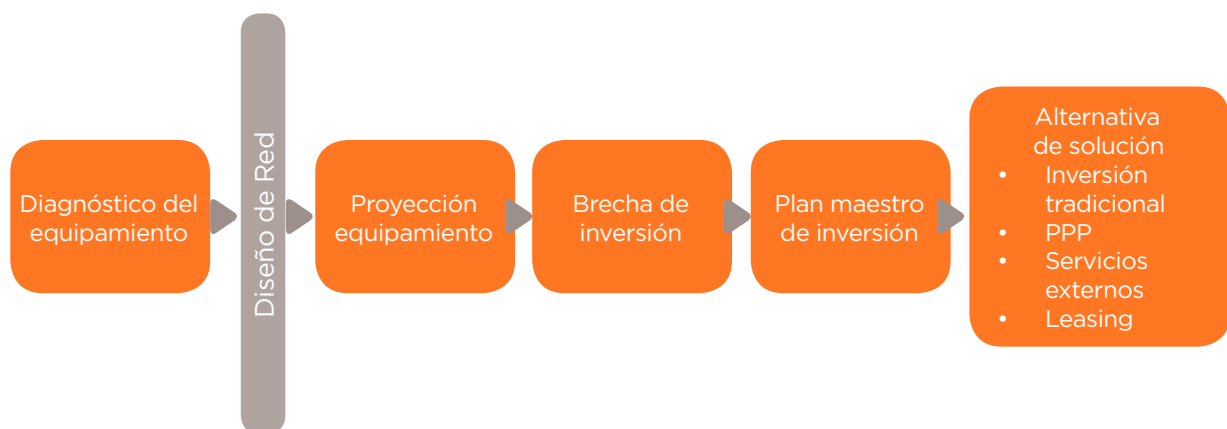 Diagnóstico del
equipamiento
Diseño de Red
Proyección
equipamiento
Brecha de
inversión
Plan maestro
de inversión
Alternativa
de solución
• Inversión
tradicional
• PPP
• Servicios
externos
• Leasing